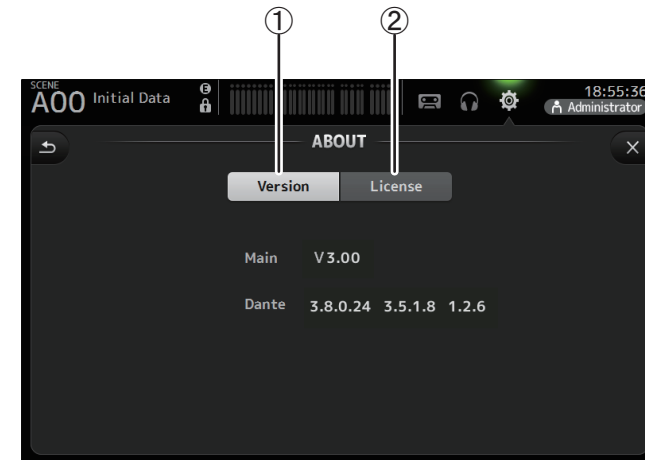 ① ②
SCENE
A00 Initial Data E 18:55:36
Administrator
ABOUT
Version License
Main V3.00
Dante 3.8.0.24 3.5.1.8 1.2.6